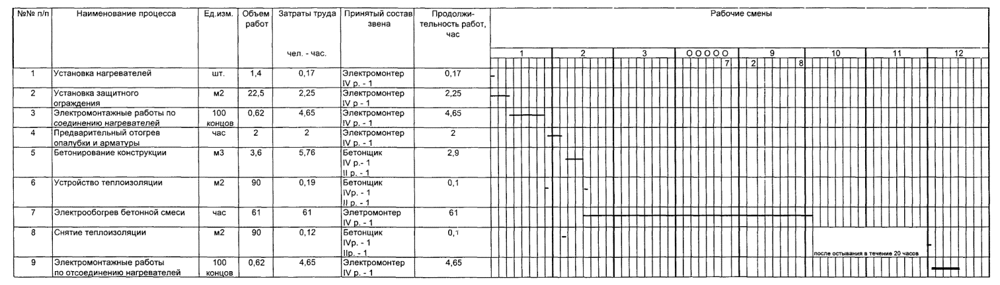 №№ п/п Наименование процесса Ед.изм. Объем работ Затраты труда Принятый состав звена Продолжи-тельность работ, час Рабочие смены
чел. - час.
1 2 3 O O O O O 9 10 11 12
7 2 8
1 Установка нагревателей шт. 1,4 0,17 Электромонтер 0,17
IV р. - 1
2 Установка защитного м2 22,5 2,25 Электромонтер 2,25
ограждения IV р - 1
3 Электромонтажные работы по 100 0,62 4,65 Электромонтер 4,65
соединению нагревателей концов IV р. - 1
4 Предварительный отогрев час 2 2 Электромонтер 2
опалубки и арматуры IV р. - 1
5 Бетонирование конструкции м3 3,6 5,76 Бетонщик 2,9
IV р.- 1
II р. - 1
6 Устройство теплоизоляции м2 90 0,19 Бетонщик 0,1
IVр. - 1
II р. - 1
7 Электрообогрев бетонной смеси час 61 61 Элетромонтер 61
IV р. - 1
8 Снятие теплоизоляции м2 90 0,12 Бетонщик 0,1
IVр. - 1
IIр. - 1
после остывания в течение 20 часов
9 Электромонтажные работы 100 0,62 4,65 Электромонтер 4,65
по отсоединению нагревателей концов IV р. - 1